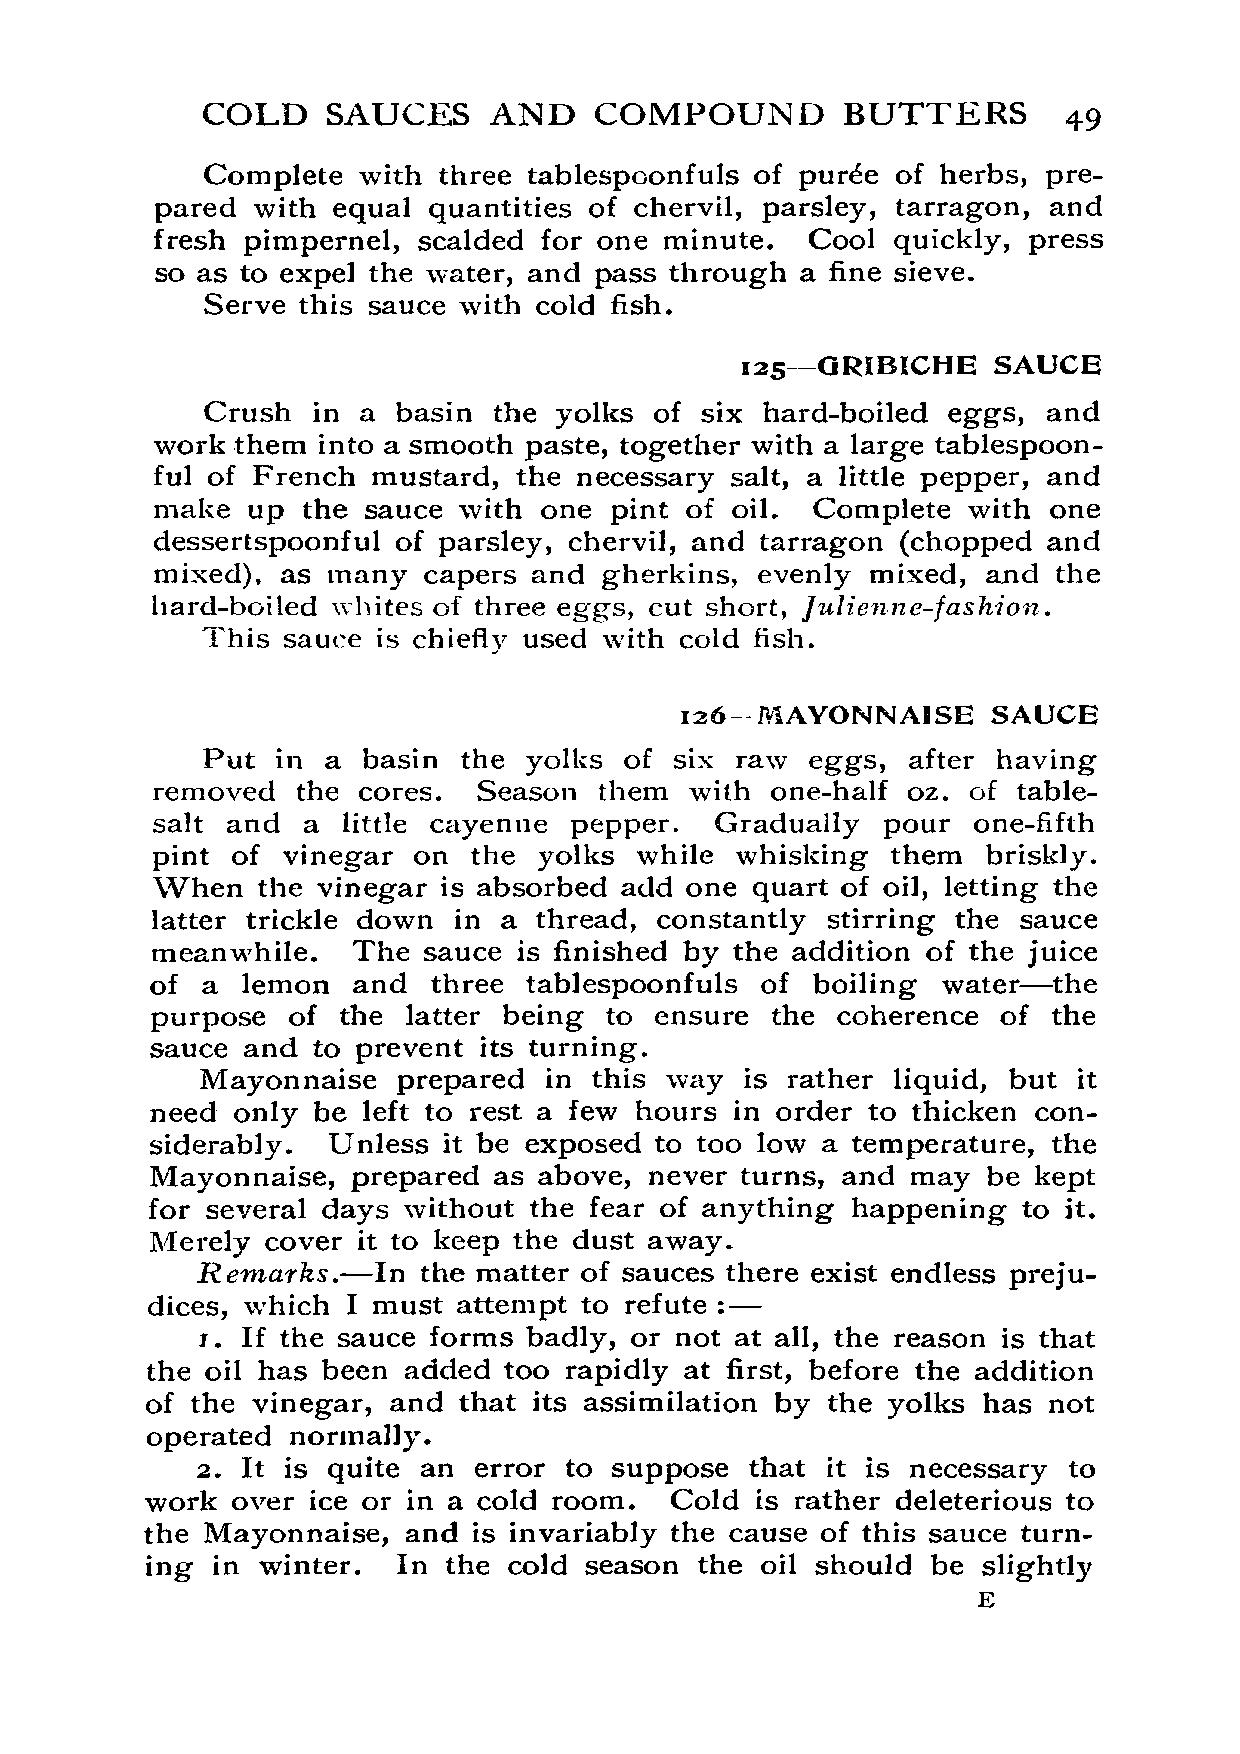 COLD SAUCES AND COMPOUND BUTTERS 49
Complete with three tablespoonfuls of purée of herbs, pre-
pared with equal quantities of chervil, parsley, tarragon, and
fresh pimpernel, scalded for one minute. Cool quickly, press
so as to expel the water, and pass through a fine sieve.
Serve this sauce with cold fish.
125—GRIBICHE SAUCE
Crush in a basin the yolks of six hard-boiled eggs, and
work them into a smooth paste, together with a large tablespoon-
ful of French mustard, the necessary salt, a little pepper, and
make up the sauce with one pint of oil. Complete with one
dessertspoonful of parsley, chervil, and tarragon (chopped and
mixed), as many capers and gherkins, evenly mixed, and the
hard-boiled whites of three eggs, cut short, Julienne-fashion.
This sauce is chiefly used with cold fish.
126—MAYONNAISE SAUCE
Put in a basin the yolks of six raw eggs, after having
removed the cores. Season them with one-half oz. of table-
salt and a little cayenne pepper. Gradually pour one-fifth
pint of vinegar on the yolks while whisking them briskly.
When the vinegar is absorbed add one quart of oil, letting the
latter trickle down in a thread, constantly stirring the sauce
meanwhile. The sauce is finished by the addition of the juice
of a lemon and three tablespoonfuls of boiling water—the
purpose of the latter being to ensure the coherence of the
sauce and to prevent its turning.
Mayonnaise prepared in this way is rather liquid, but it
need only be left to rest a few hours in order to thicken con-
siderably. Unless it be exposed to too low a temperature, the
Mayonnaise, prepared as above, never turns, and may be kept
for several days without the fear of anything happening to it.
Merely cover it to keep the dust away.
Remarks.—In the matter of sauces there exist endless preju-
dices, which I must attempt to refute :—
1. If the sauce forms badly, or not at all, the reason is that
the oil has been added too rapidly at first, before the addition
of the vinegar, and that its assimilation by the yolks has not
operated normally.
2. It is quite an error to suppose that it is necessary to
work over ice or in a cold room. Cold is rather deleterious to
the Mayonnaise, and is invariably the cause of this sauce turn-
ing in winter. In the cold season the oil should be slightly
E